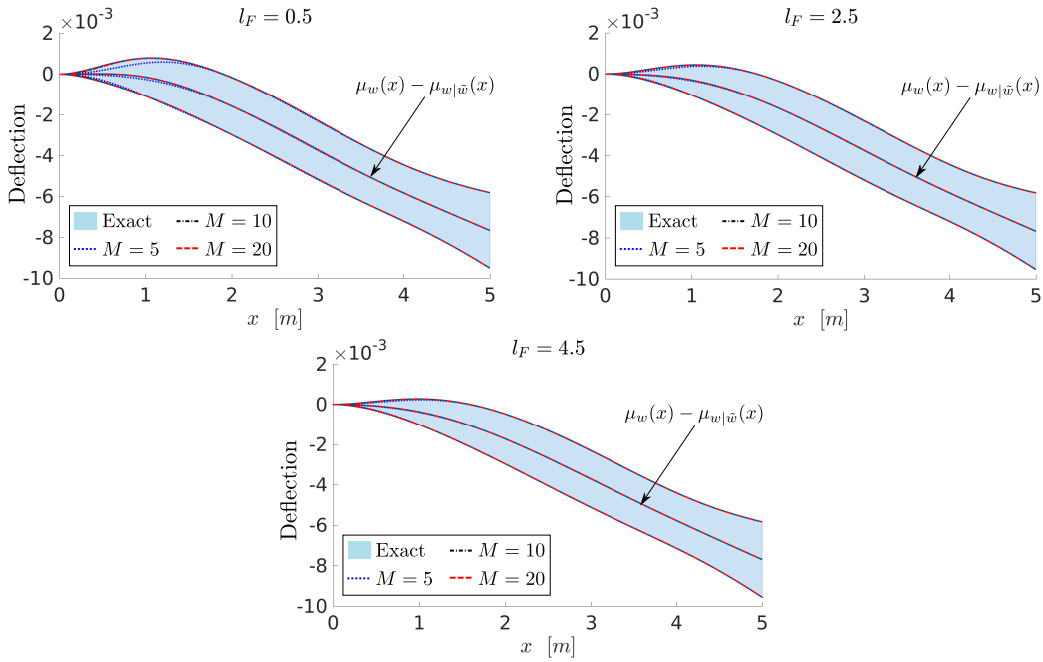 ×10⁻³
l_F = 0.5
2
0
-2
-4
-6
-8
-10
Deflection
μ_w(x) − μ_{w|w̃}(x)
Exact
M = 10
M = 5
M = 20
0 1 2 3 4 5
x [m]
×10⁻³
l_F = 2.5
2
0
-2
-4
-6
-8
-10
Deflection
μ_w(x) − μ_{w|w̃}(x)
Exact
M = 10
M = 5
M = 20
0 1 2 3 4 5
x [m]
×10⁻³
l_F = 4.5
2
0
-2
-4
-6
-8
-10
Deflection
μ_w(x) − μ_{w|w̃}(x)
Exact
M = 10
M = 5
M = 20
0 1 2 3 4 5
x [m]